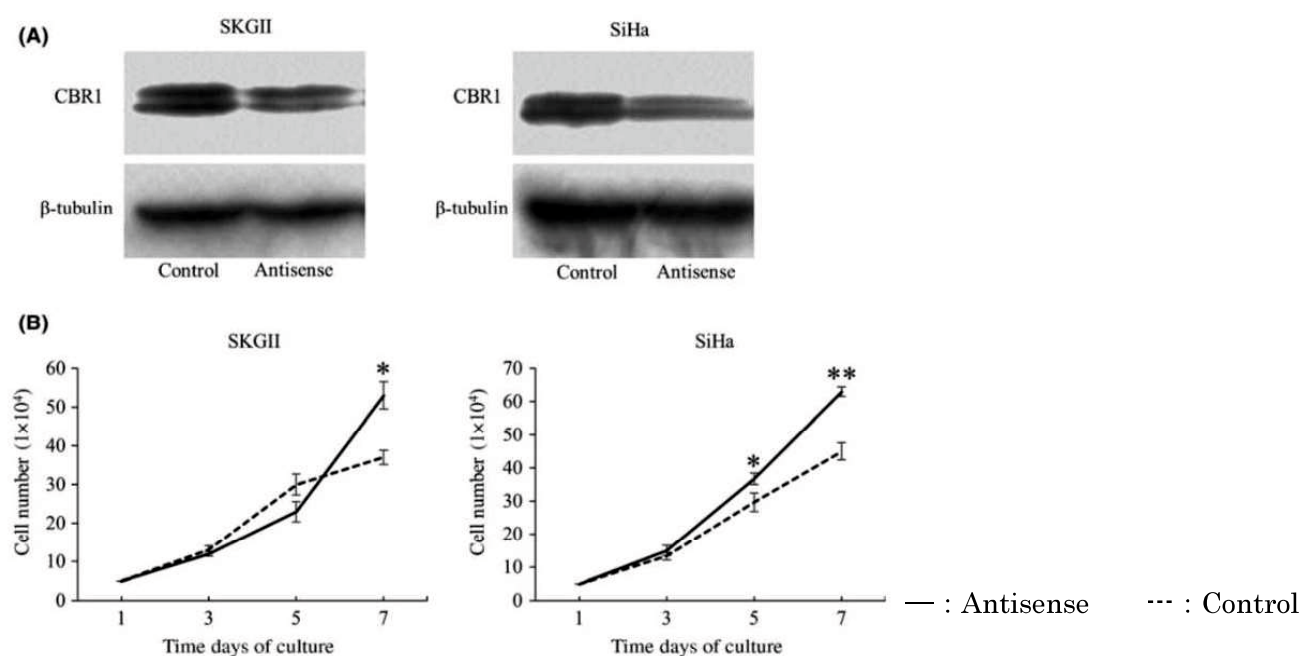 (A)
SKGII
SiHa
CBR1
CBR1
β-tubulin
β-tubulin
Control Antisense
Control Antisense
(B)
SKGII
SiHa
Cell number (1×10⁴)
60
50
40
30
20
10
0
*
1 3 5 7
Time days of culture
Cell number (1×10⁴)
70
60
50
40
30
20
10
0
*
**
1 3 5 7
Time days of culture
— : Antisense --- : Control